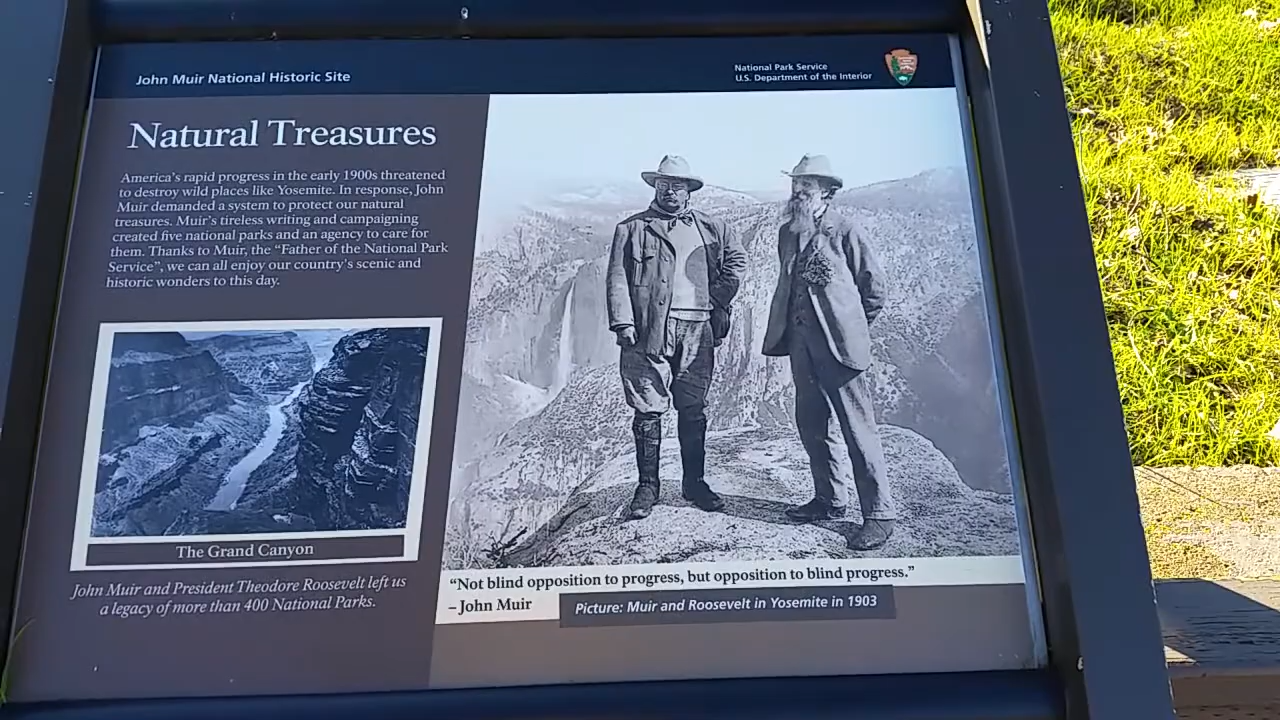 John Muir National Historic Site
National Park Service
U.S. Department of the Interior
Natural Treasures
America's rapid progress in the early 1900s threatened
to destroy wild places like Yosemite. In response, John
Muir demanded a system to protect our natural
treasures. Muir's tireless writing and campaigning
created five national parks and an agency to care for
them. Thanks to Muir, the "Father of the National Park
Service", we can all enjoy our country's scenic and
historic wonders to this day.
The Grand Canyon
John Muir and President Theodore Roosevelt left us
a legacy of more than 400 National Parks.
"Not blind opposition to progress, but opposition to blind progress."
– John Muir
Picture: Muir and Roosevelt in Yosemite in 1903